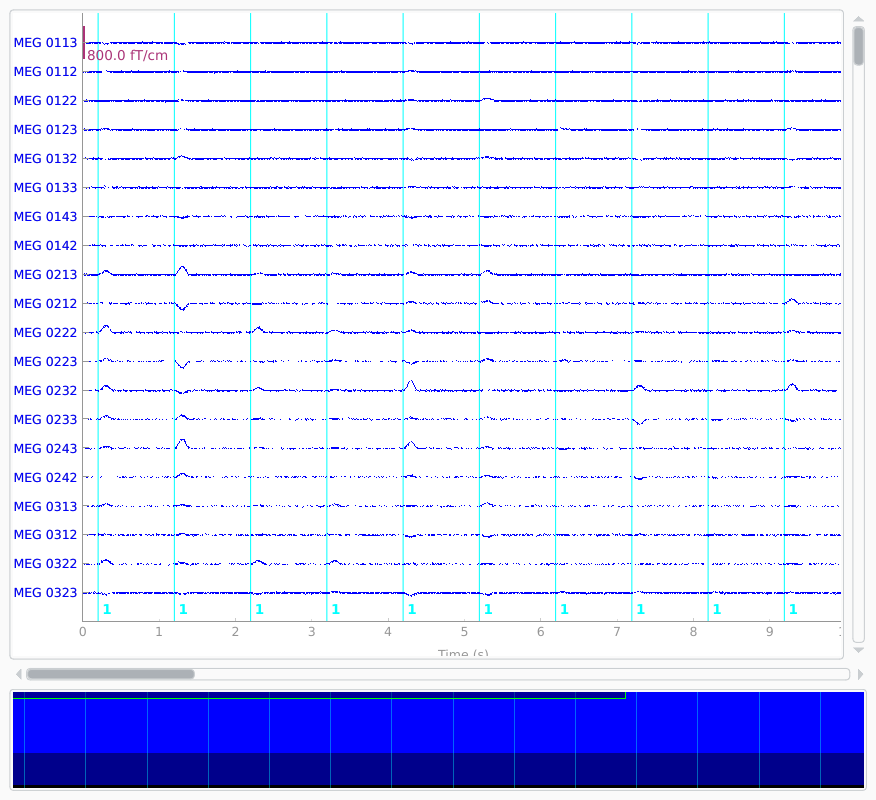 MEG 0113
800.0 fT/cm
MEG 0112
MEG 0122
MEG 0123
MEG 0132
MEG 0133
MEG 0143
MEG 0142
MEG 0213
MEG 0212
MEG 0222
MEG 0223
MEG 0232
MEG 0233
MEG 0243
MEG 0242
MEG 0313
MEG 0312
MEG 0322
MEG 0323
1 1 1 1 1 1 1 1 1 1
0 1 2 3 4 5 6 7 8 9
Time (s)